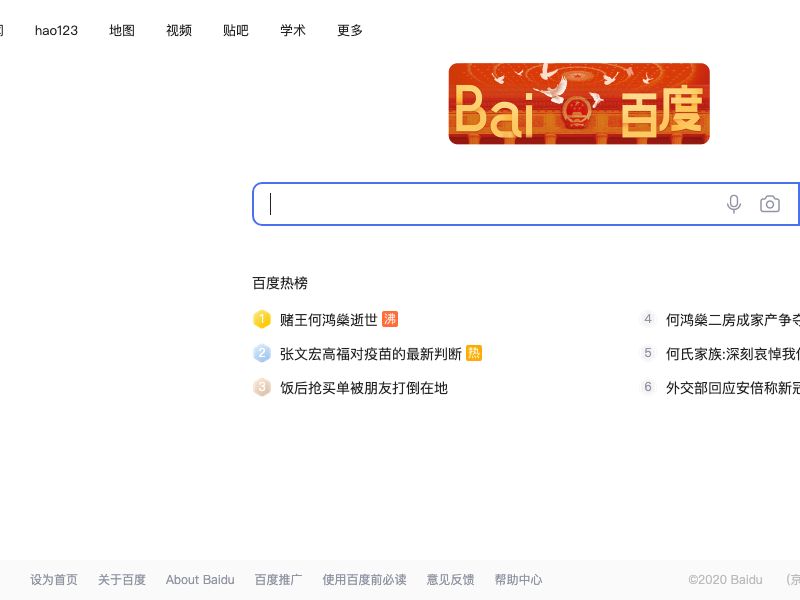 hao123 地图 视频 贴吧 学术 更多
Bai 百度
百度热榜
1 赌王何鸿燊逝世 沸
2 张文宏高福对疫苗的最新判断 热
3 饭后抢买单被朋友打倒在地
4 何鸿燊二房成家产争夺
5 何氏家族:深刻哀悼我们
6 外交部回应安倍称新冠
设为首页 关于百度 About Baidu 百度推广 使用百度前必读 意见反馈 帮助中心 ©2020 Baidu (京